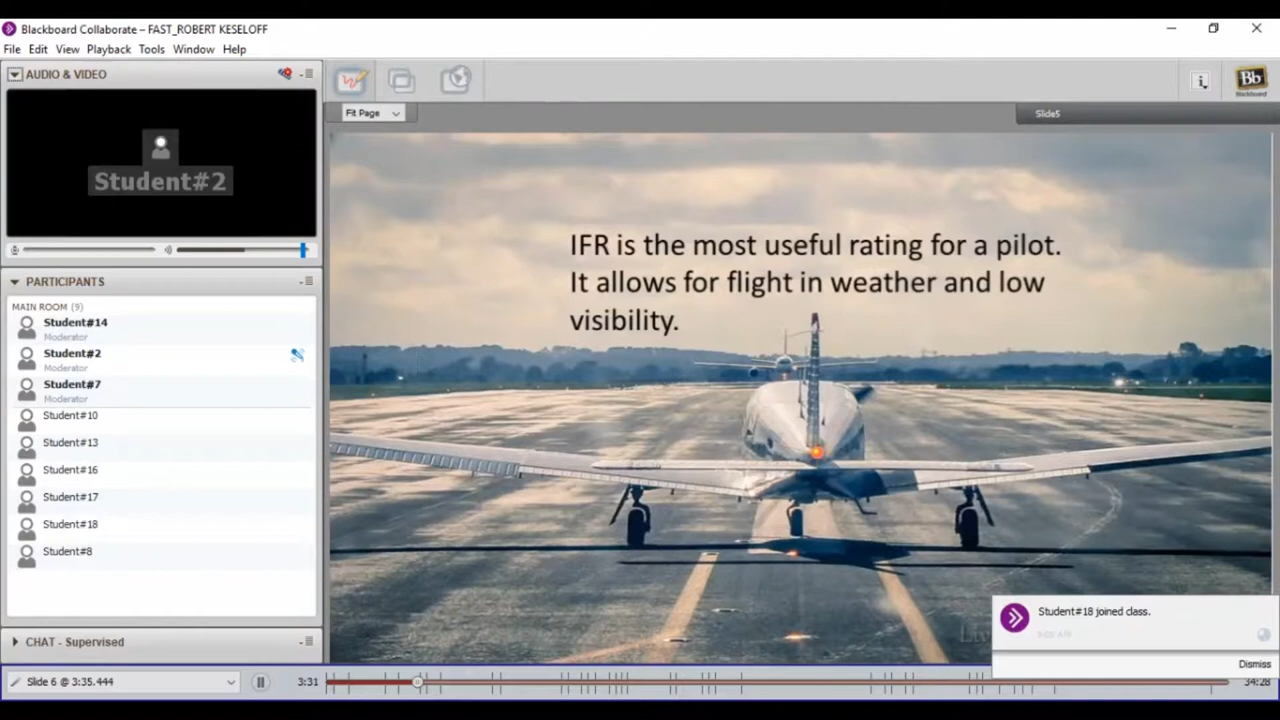 Blackboard Collaborate – FAST_ROBERT KESELOFF
File Edit View Playback Tools Window Help
AUDIO & VIDEO
Student#2
PARTICIPANTS
MAIN ROOM (9)
Student#14
Moderator
Student#2
Moderator
Student#7
Moderator
Student#10
Student#13
Student#16
Student#17
Student#18
Student#8
CHAT - Supervised
Fit Page
Slide5
Bb
Blackboard
IFR is the most useful rating for a pilot.
It allows for flight in weather and low
visibility.
Student#18 joined class.
Dismiss
Slide 6 @ 3:35.444
3:31
34:28